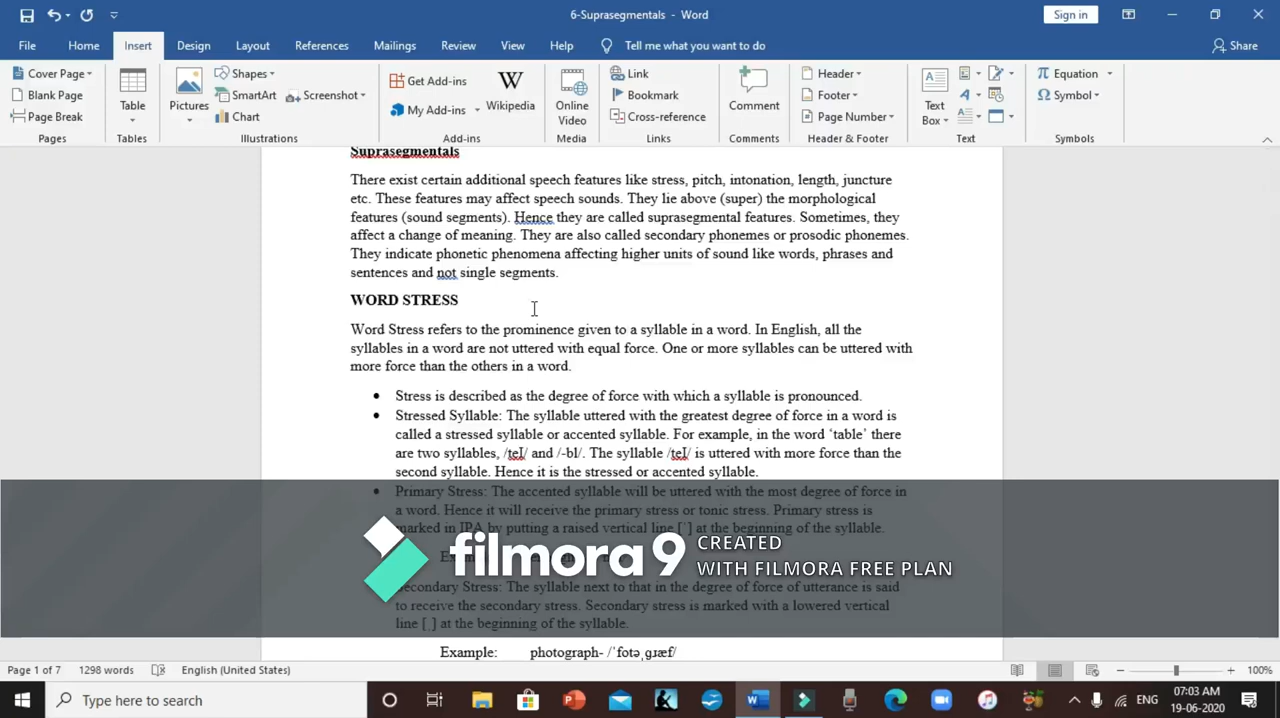 6-Suprasegmentals - Word
Sign in
File Home Insert Design Layout References Mailings Review View Help Tell me what you want to do Share
Cover Page
Blank Page
Page Break
Pages
Table
Tables
Pictures
Shapes
SmartArt
Chart
Screenshot
Illustrations
Get Add-ins
My Add-ins
W
Wikipedia
Add-ins
Online
Video
Media
Link
Bookmark
Cross-reference
Links
Comment
Comments
Header
Footer
Page Number
Header & Footer
Text
Box
Text
Equation
Symbol
Symbols
Suprasegmentals
There exist certain additional speech features like stress, pitch, intonation, length, juncture
etc. These features may affect speech sounds. They lie above (super) the morphological
features (sound segments). Hence they are called suprasegmental features. Sometimes, they
affect a change of meaning. They are also called secondary phonemes or prosodic phonemes.
They indicate phonetic phenomena affecting higher units of sound like words, phrases and
sentences and not single segments.
WORD STRESS
Word Stress refers to the prominence given to a syllable in a word. In English, all the
syllables in a word are not uttered with equal force. One or more syllables can be uttered with
more force than the others in a word.
• Stress is described as the degree of force with which a syllable is pronounced.
• Stressed Syllable: The syllable uttered with the greatest degree of force in a word is
called a stressed syllable or accented syllable. For example, in the word ‘table’ there
are two syllables, /teI/ and /-bl/. The syllable /teI/ is uttered with more force than the
second syllable. Hence it is the stressed or accented syllable.
• Primary Stress: The accented syllable will be uttered with the most degree of force in
a word. Hence it will receive the primary stress or tonic stress. Primary stress is
marked in IPA by putting a raised vertical line [ˈ] at the beginning of the syllable.
filmora9 CREATED
WITH FILMORA FREE PLAN
Secondary Stress: The syllable next to that in the degree of force of utterance is said
to receive the secondary stress. Secondary stress is marked with a lowered vertical
line [ˌ] at the beginning of the syllable.
Example: photograph- /ˈfotəˌɡræf/
Page 1 of 7 1298 words English (United States) 100%
Type here to search
ENG
07:03 AM
19-06-2020